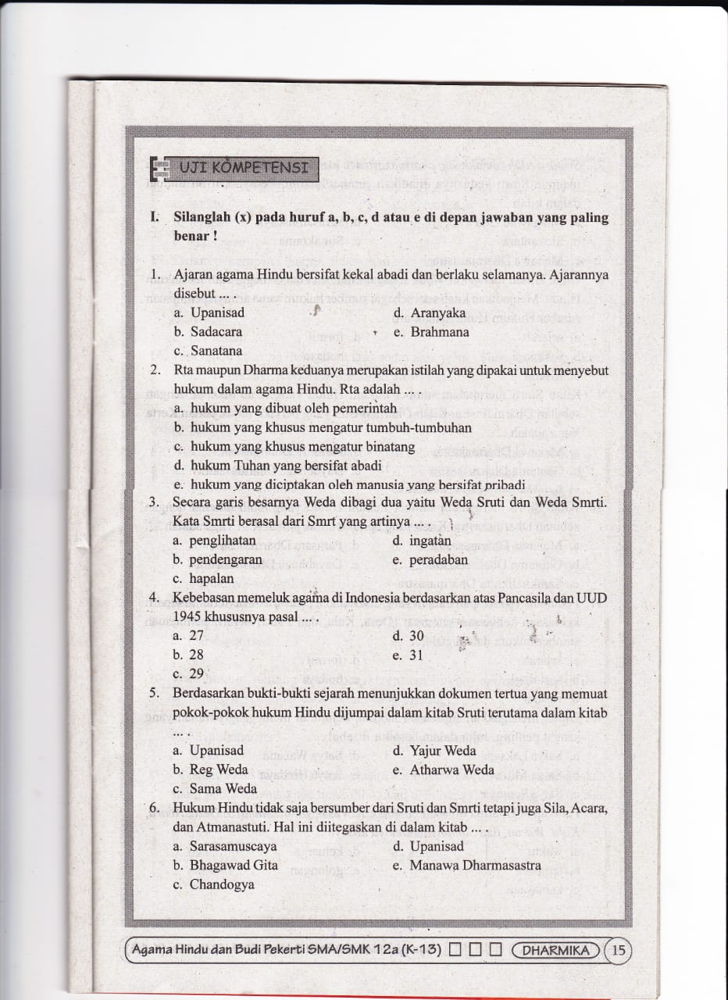 UJI KOMPETENSI
I. Silanglah (x) pada huruf a, b, c, d atau e di depan jawaban yang paling
benar !
1. Ajaran agama Hindu bersifat kekal abadi dan berlaku selamanya. Ajarannya
disebut ... .
a. Upanisad
b. Sadacara
c. Sanatana
d. Aranyaka
e. Brahmana
2. Rta maupun Dharma keduanya merupakan istilah yang dipakai untuk menyebut
hukum dalam agama Hindu. Rta adalah ... .
a. hukum yang dibuat oleh pemerintah
b. hukum yang khusus mengatur tumbuh-tumbuhan
c. hukum yang khusus mengatur binatang
d. hukum Tuhan yang bersifat abadi
e. hukum yang diciptakan oleh manusia yang bersifat pribadi
3. Secara garis besarnya Weda dibagi dua yaitu Weda Sruti dan Weda Smrti.
Kata Smrti berasal dari Smrt yang artinya ... .
a. penglihatan
b. pendengaran
c. hapalan
d. ingatan
e. peradaban
4. Kebebasan memeluk agama di Indonesia berdasarkan atas Pancasila dan UUD
1945 khususnya pasal ... .
a. 27
b. 28
c. 29
d. 30
e. 31
5. Berdasarkan bukti-bukti sejarah menunjukkan dokumen tertua yang memuat
pokok-pokok hukum Hindu dijumpai dalam kitab Sruti terutama dalam kitab
... .
a. Upanisad
b. Reg Weda
c. Sama Weda
d. Yajur Weda
e. Atharwa Weda
6. Hukum Hindu tidak saja bersumber dari Sruti dan Smrti tetapi juga Sila, Acara,
dan Atmanastuti. Hal ini diitegaskan di dalam kitab ... .
a. Sarasamuscaya
b. Bhagawad Gita
c. Chandogya
d. Upanisad
e. Manawa Dharmasastra
Agama Hindu dan Budi Pekerti SMA/SMK 12a (K-13) DHARMIKA 15